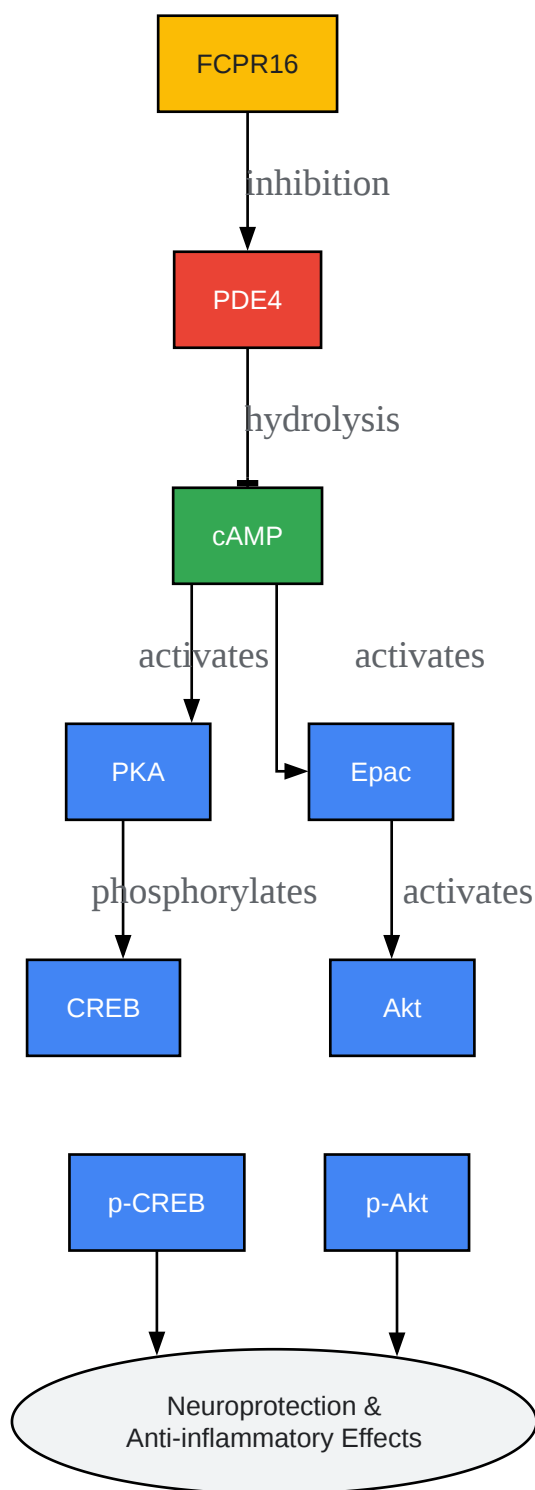 FCPR16
inhibition
PDE4
hydrolysis
cAMP
activates
activates
PKA
Epac
phosphorylates
activates
CREB
Akt
p-CREB
p-Akt
Neuroprotection &
Anti-inflammatory Effects